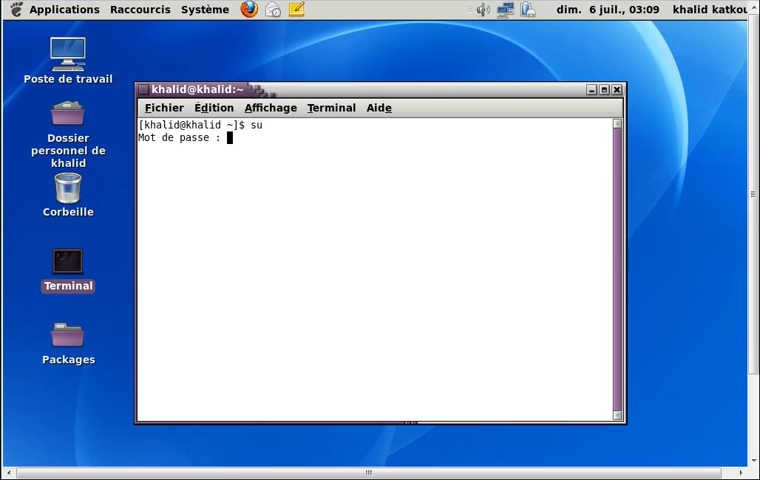 Applications Raccourcis Système dim. 6 juil., 03:09 khalid katkou
Poste de travail
Dossier
personnel de
khalid
Corbeille
Terminal
Packages
khalid@khalid:~
Fichier Édition Affichage Terminal Aide
[khalid@khalid ~]$ su
Mot de passe :